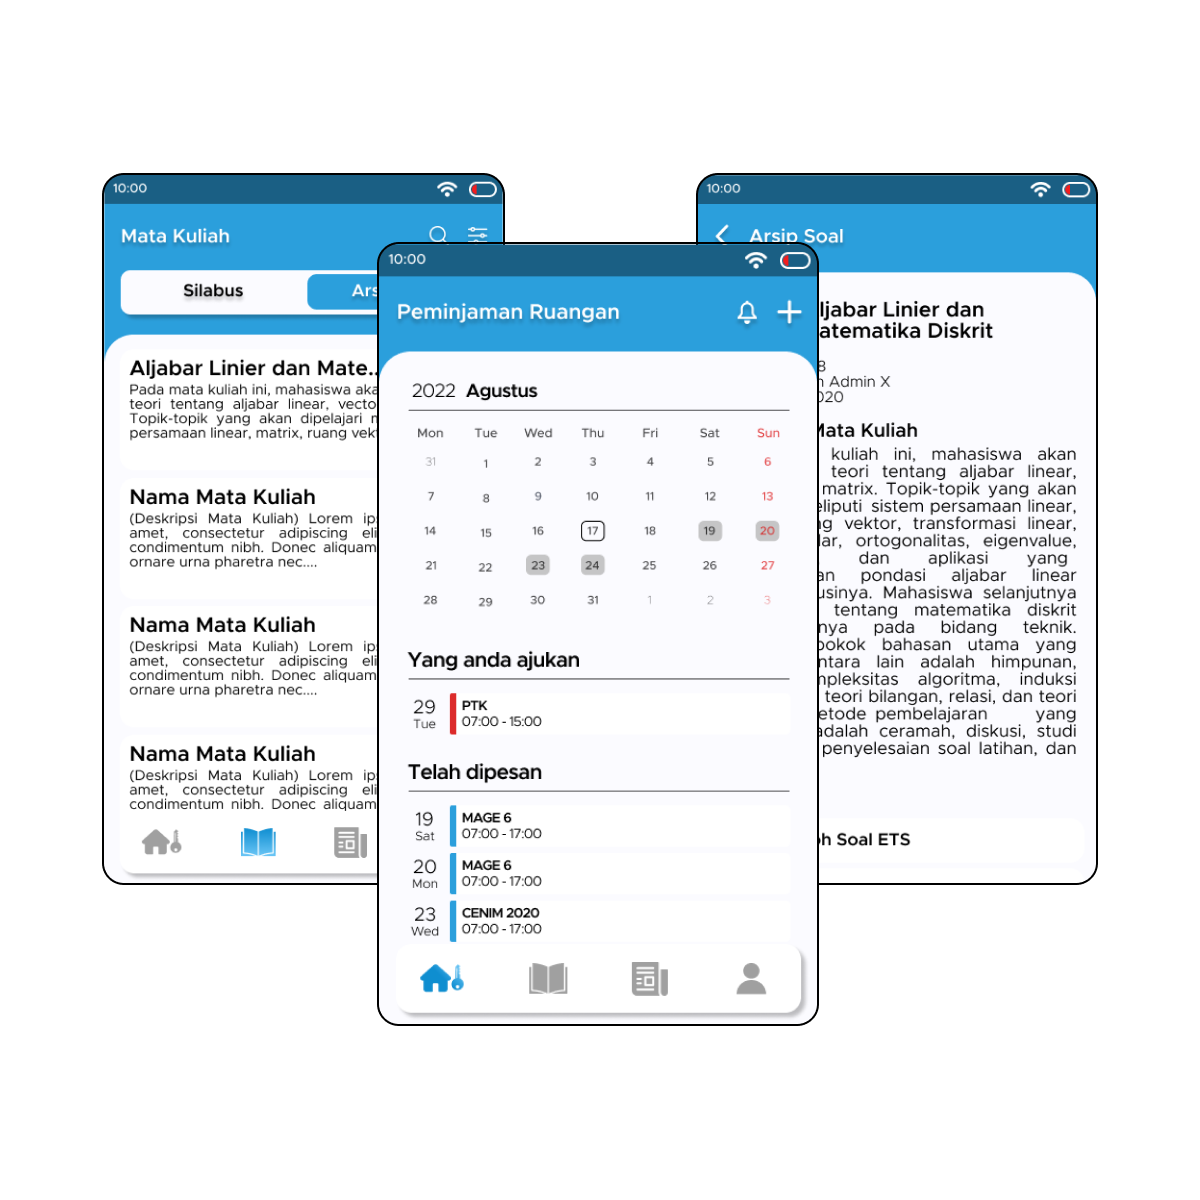 10:00
Mata Kuliah
Silabus
Aljabar Linier dan Mate..
Pada mata kuliah ini, mahasiswa
teori tentang aljabar linear,
Topik-topik yang akan dipelajari
persamaan linear, matrix, ruang
Nama Mata Kuliah
(Deskripsi Mata Kuliah) Lorem
amet, consectetur adipiscing
condimentum nibh. Donec aliquam
ornare urna pharetra nec....
Nama Mata Kuliah
(Deskripsi Mata Kuliah) Lorem
amet, consectetur adipiscing
condimentum nibh. Donec aliquam
ornare urna pharetra nec....
Nama Mata Kuliah
(Deskripsi Mata Kuliah) Lorem
amet, consectetur adipiscing
condimentum nibh. Donec aliquam
10:00
Peminjaman Ruangan
2022 Agustus
Mon Tue Wed Thu Fri Sat Sun
31 1 2 3 4 5 6
7 8 9 10 11 12 13
14 15 16 17 18 19 20
21 22 23 24 25 26 27
28 29 30 31 1 2 3
Yang anda ajukan
29 PTK
Tue 07:00 - 15:00
Telah dipesan
19 MAGE 6
Sat 07:00 - 17:00
20 MAGE 6
Mon 07:00 - 17:00
23 CENIM 2020
Wed 07:00 - 17:00
10:00
Arsip Soal
ljabar Linier dan
atematika Diskrit
8
n Admin X
020
Mata Kuliah
kuliah ini, mahasiswa akan
teori tentang aljabar linear,
matrix. Topik-topik yang akan
eliputi sistem persamaan linear,
ng vektor, transformasi linear,
lar, ortogonalitas, eigenvalue,
dan aplikasi yang
an pondasi aljabar linear
usinya. Mahasiswa selanjutnya
tentang matematika diskrit
nya pada bidang teknik.
pokok bahasan utama yang
ntara lain adalah himpunan,
mpleksitas algoritma, induksi
teori bilangan, relasi, dan teori
etode pembelajaran yang
adalah ceramah, diskusi, studi
penyelesaian soal latihan, dan
oh Soal ETS